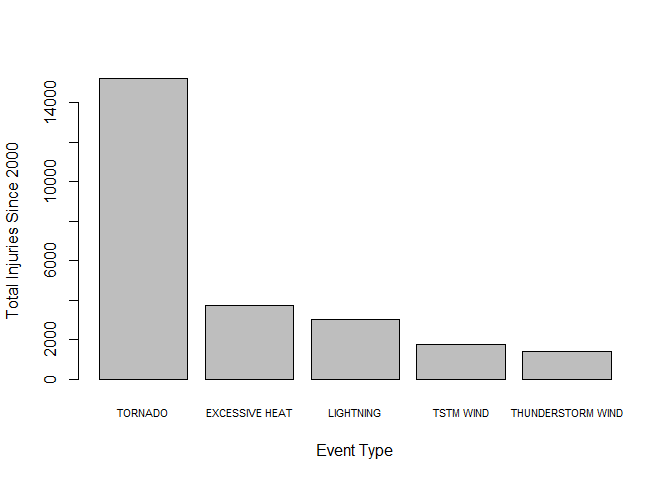 Total Injuries Since 2000
14000
10000
6000
2000
0
TORNADO
EXCESSIVE HEAT
LIGHTNING
TSTM WIND
THUNDERSTORM WIND
Event Type